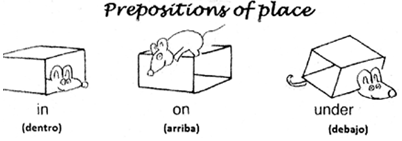 Prepositions of place
in on under
(dentro) (arriba) (debajo)